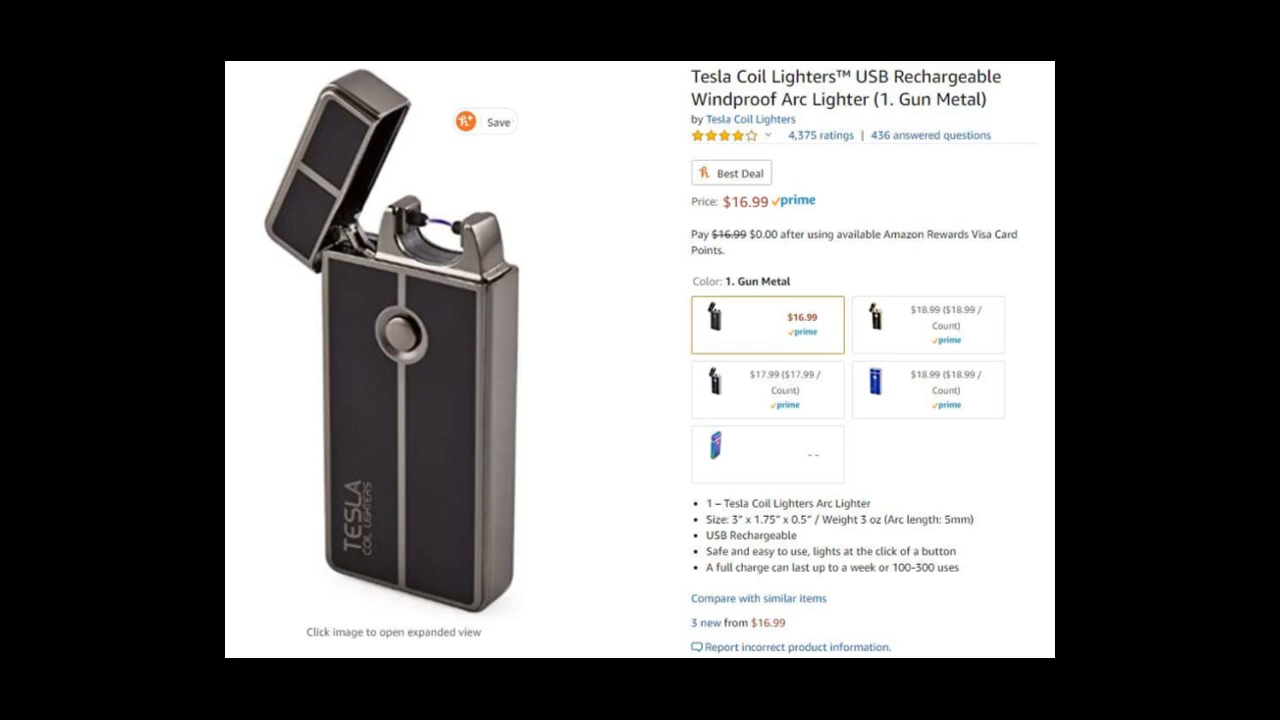 Tesla Coil Lighters™ USB Rechargeable
Windproof Arc Lighter (1. Gun Metal)
by Tesla Coil Lighters
4,375 ratings | 436 answered questions
Save
Best Deal
Price: $16.99 prime
Pay $16.99 $0.00 after using available Amazon Rewards Visa Card
Points.
Color: 1. Gun Metal
$16.99
prime
$18.99 ($18.99 /
Count)
prime
$17.99 ($17.99 /
Count)
prime
$18.99 ($18.99 /
Count)
prime
- -
TESLA
COIL LIGHTERS
• 1 – Tesla Coil Lighters Arc Lighter
• Size: 3" x 1.75" x 0.5" / Weight 3 oz (Arc length: 5mm)
• USB Rechargeable
• Safe and easy to use, lights at the click of a button
• A full charge can last up to a week or 100-300 uses
Compare with similar items
3 new from $16.99
Click image to open expanded view
Report incorrect product information.